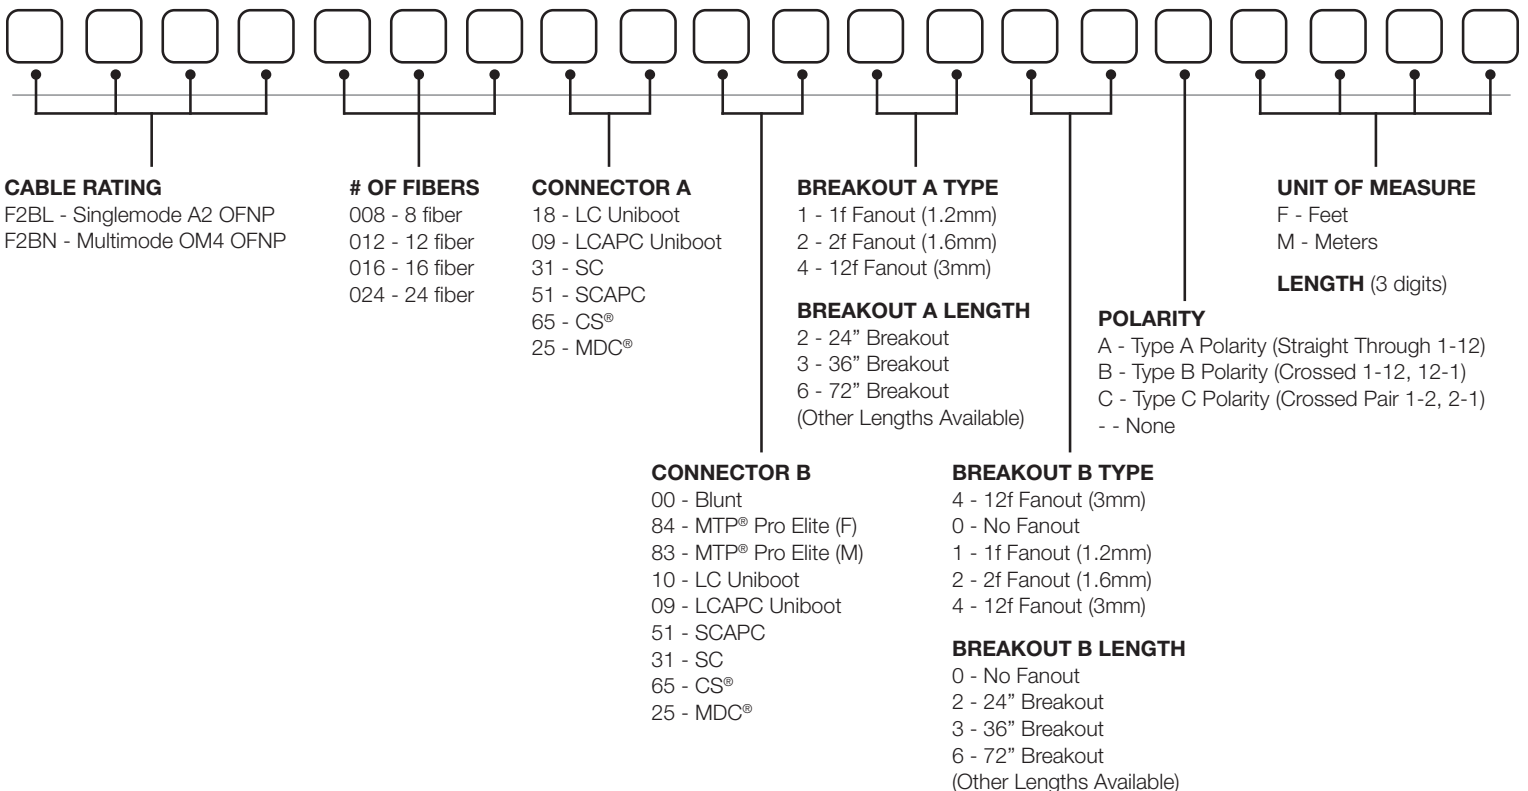 CABLE RATING
F2BL - Singlemode A2 OFNP
F2BN - Multimode OM4 OFNP
# OF FIBERS
008 - 8 fiber
012 - 12 fiber
016 - 16 fiber
024 - 24 fiber
CONNECTOR A
18 - LC Uniboot
09 - LCAPC Uniboot
31 - SC
51 - SCAPC
65 - CS®
25 - MDC®
CONNECTOR B
00 - Blunt
84 - MTP® Pro Elite (F)
83 - MTP® Pro Elite (M)
10 - LC Uniboot
09 - LCAPC Uniboot
51 - SCAPC
31 - SC
65 - CS®
25 - MDC®
BREAKOUT A TYPE
1 - 1f Fanout (1.2mm)
2 - 2f Fanout (1.6mm)
4 - 12f Fanout (3mm)
BREAKOUT A LENGTH
2 - 24” Breakout
3 - 36” Breakout
6 - 72” Breakout
(Other Lengths Available)
BREAKOUT B TYPE
4 - 12f Fanout (3mm)
0 - No Fanout
1 - 1f Fanout (1.2mm)
2 - 2f Fanout (1.6mm)
4 - 12f Fanout (3mm)
BREAKOUT B LENGTH
0 - No Fanout
2 - 24” Breakout
3 - 36” Breakout
6 - 72” Breakout
(Other Lengths Available)
POLARITY
A - Type A Polarity (Straight Through 1-12)
B - Type B Polarity (Crossed 1-12, 12-1)
C - Type C Polarity (Crossed Pair 1-2, 2-1)
- - None
UNIT OF MEASURE
F - Feet
M - Meters
LENGTH (3 digits)